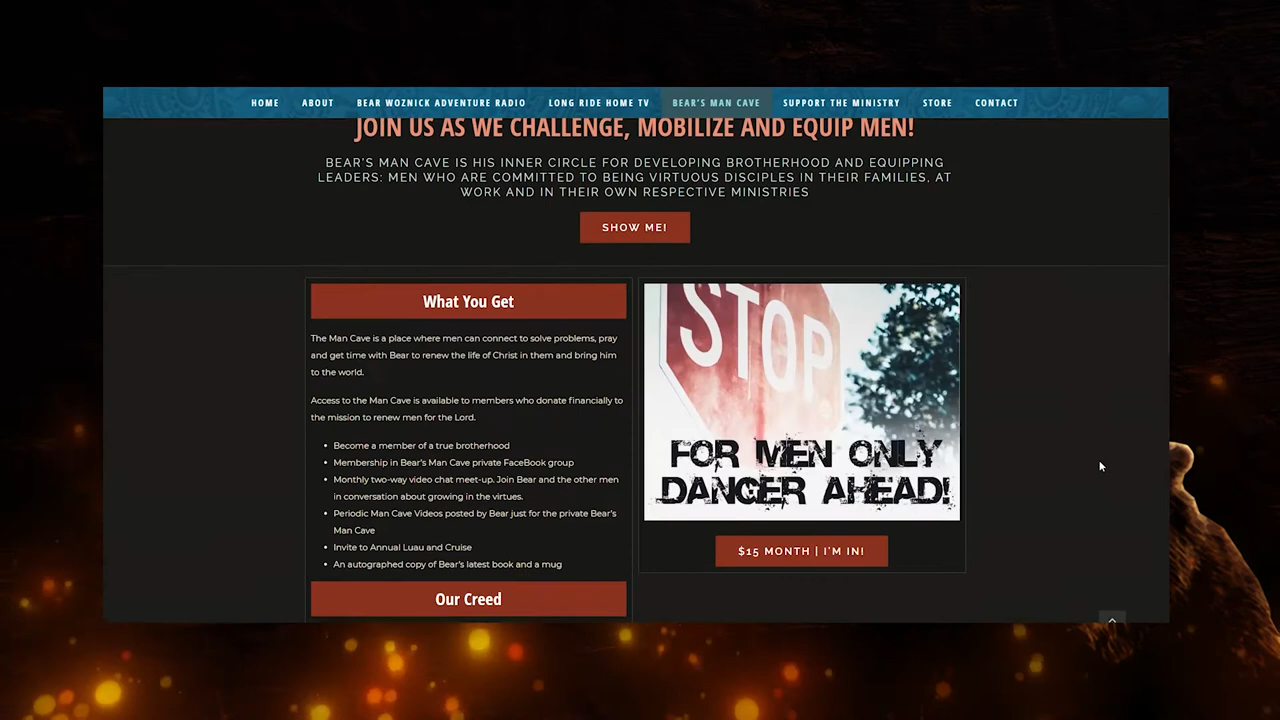 HOME ABOUT BEAR WOZNICK ADVENTURE RADIO LONG RIDE HOME TV BEAR'S MAN CAVE SUPPORT THE MINISTRY STORE CONTACT
JOIN US AS WE CHALLENGE, MOBILIZE AND EQUIP MEN!
BEAR'S MAN CAVE IS HIS INNER CIRCLE FOR DEVELOPING BROTHERHOOD AND EQUIPPING
LEADERS: MEN WHO ARE COMMITTED TO BEING VIRTUOUS DISCIPLES IN THEIR FAMILIES, AT
WORK AND IN THEIR OWN RESPECTIVE MINISTRIES
SHOW ME!
What You Get
The Man Cave is a place where men can connect to solve problems, pray
and get time with Bear to renew the life of Christ in them and bring him
to the world.
Access to the Man Cave is available to members who donate financially to
the mission to renew men for the Lord.
• Become a member of a true brotherhood
• Membership in Bear's Man Cave private FaceBook group
• Monthly two-way video chat meet-up. Join Bear and the other men
in conversation about growing in the virtues.
• Periodic Man Cave Videos posted by Bear just for the private Bear's
Man Cave
• Invite to Annual Luau and Cruise
• An autographed copy of Bear's latest book and a mug
Our Creed
STOP
FOR MEN ONLY
DANGER AHEAD!
$15 MONTH | I'M IN!